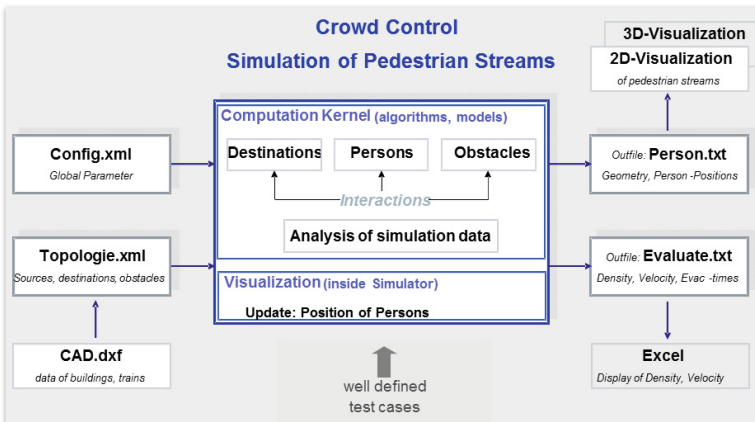 Crowd Control
Simulation of Pedestrian Streams
3D-Visualization
2D-Visualization
of pedestrian streams
Computation Kernel (algorithms, models)
Config.xml
Global Parameter
Destinations
Persons
Obstacles
Interactions
Analysis of simulation data
Outfile: Person.txt
Geometry, Person -Positions
Topologie.xml
Sources, destinations, obstacles
Visualization (inside Simulator)
Update: Position of Persons
Outfile: Evaluate.txt
Density, Velocity, Evac -times
CAD.dxf
data of buildings, trains
well defined
test cases
Excel
Display of Density, Velocity